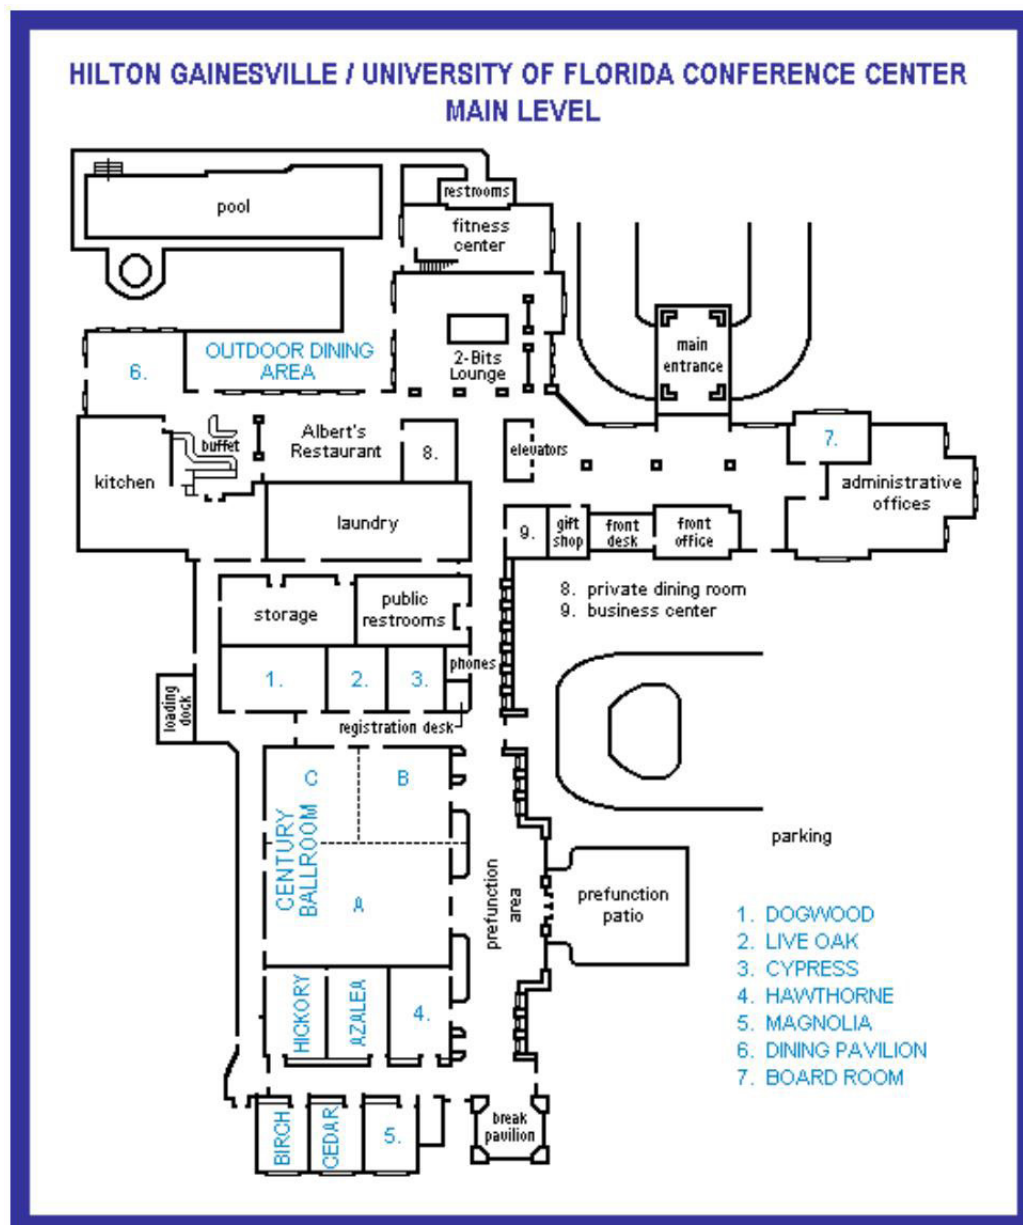 HILTON GAINESVILLE / UNIVERSITY OF FLORIDA CONFERENCE CENTER
MAIN LEVEL
restrooms
pool
fitness
center
main
entrance
OUTDOOR DINING
AREA
2-Bits
Lounge
6.
buffet
Albert's
Restaurant
8.
elevators
7.
kitchen
administrative
offices
laundry
9.
gift
shop
front
desk
front
office
8. private dining room
9. business center
storage
public
restrooms
phones
1.
2.
3.
loading
dock
registration desk
C
B
CENTURY
BALLROOM
A
parking
prefunction
area
prefunction
patio
HICKORY
AZALEA
4.
1. DOGWOOD
2. LIVE OAK
3. CYPRESS
4. HAWTHORNE
5. MAGNOLIA
6. DINING PAVILION
7. BOARD ROOM
BIRCH
CEDAR
5.
break
pavilion